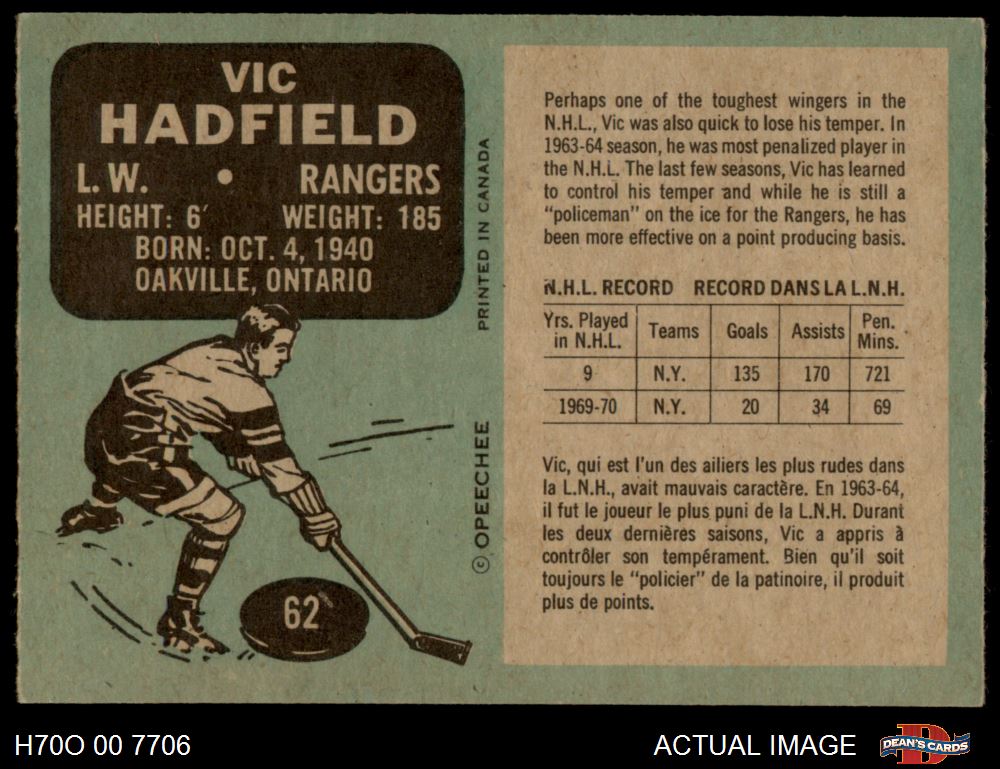 VIC
HADFIELD
L. W. • RANGERS
HEIGHT: 6′ WEIGHT: 185
BORN: OCT. 4, 1940
OAKVILLE, ONTARIO
62
PRINTED IN CANADA
© OPEECHEE
Perhaps one of the toughest wingers in the
N.H.L., Vic was also quick to lose his temper. In
1963-64 season, he was most penalized player in
the N.H.L. The last few seasons, Vic has learned
to control his temper and while he is still a
"policeman" on the ice for the Rangers, he has
been more effective on a point producing basis.
N.H.L. RECORD RECORD DANS LA L.N.H.
Yrs. Played in N.H.L. Teams Goals Assists Pen. Mins.
9 N.Y. 135 170 721
1969-70 N.Y. 20 34 69
Vic, qui est l'un des ailiers les plus rudes dans
la L.N.H., avait mauvais caractère. En 1963-64,
il fut le joueur le plus puni de la L.N.H. Durant
les deux dernières saisons, Vic a appris à
contrôler son tempérament. Bien qu'il soit
toujours le "policier" de la patinoire, il produit
plus de points.
H70O 00 7706
ACTUAL IMAGE
D
DEAN'S CARDS